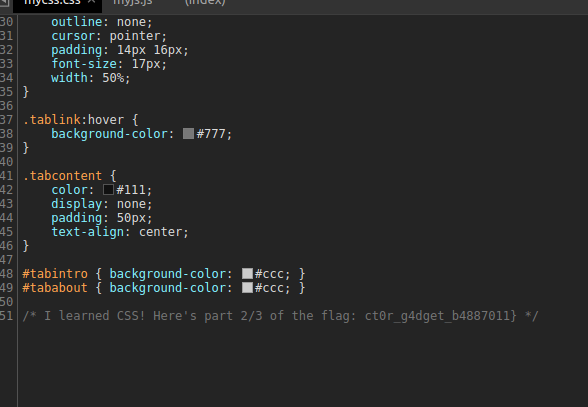 mycss.css × myjs.js (index)
30 outline: none;
31 cursor: pointer;
32 padding: 14px 16px;
33 font-size: 17px;
34 width: 50%;
35 }
36
37 .tablink:hover {
38 background-color: #777;
39 }
40
41 .tabcontent {
42 color: #111;
43 display: none;
44 padding: 50px;
45 text-align: center;
46 }
47
48 #tabintro { background-color: #ccc; }
49 #tababout { background-color: #ccc; }
50
51 /* I learned CSS! Here's part 2/3 of the flag: ct0r_g4dget_b4887011} */